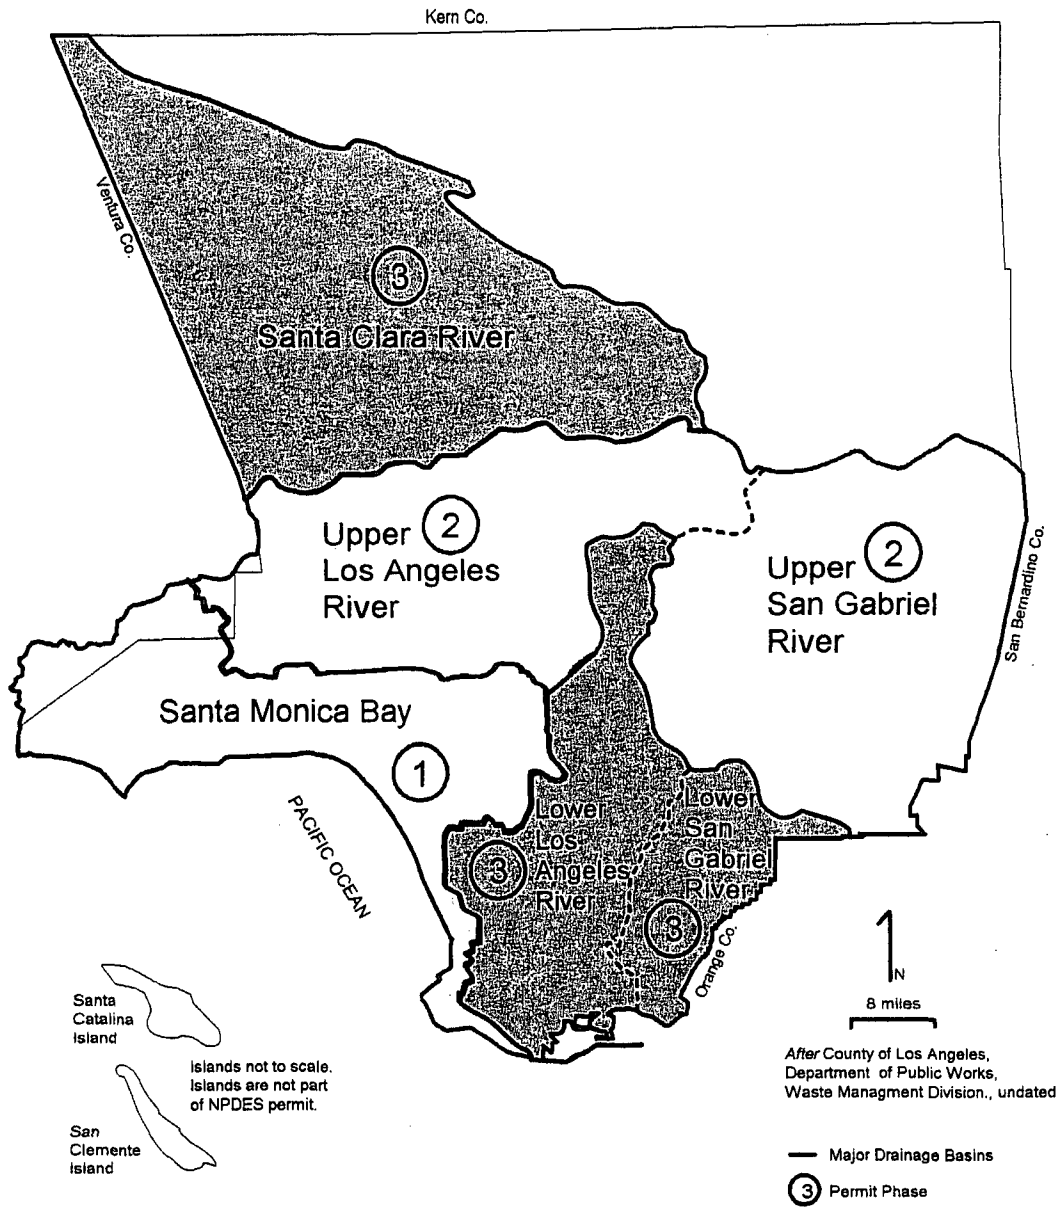 Kern Co.
Ventura Co.
3
Santa Clara River
Upper 2
Los Angeles
River
Upper 2
San Gabriel
River
San Bernardino Co.
Santa Monica Bay
1
PACIFIC OCEAN
Lower
Los
Angeles
River
3
Lower
San
Gabriel
River
3
Orange Co.
N
8 miles
Santa
Catalina
Island
Islands not to scale.
Islands are not part
of NPDES permit.
San
Clemente
Island
After County of Los Angeles,
Department of Public Works,
Waste Managment Division., undated
Major Drainage Basins
3 Permit Phase